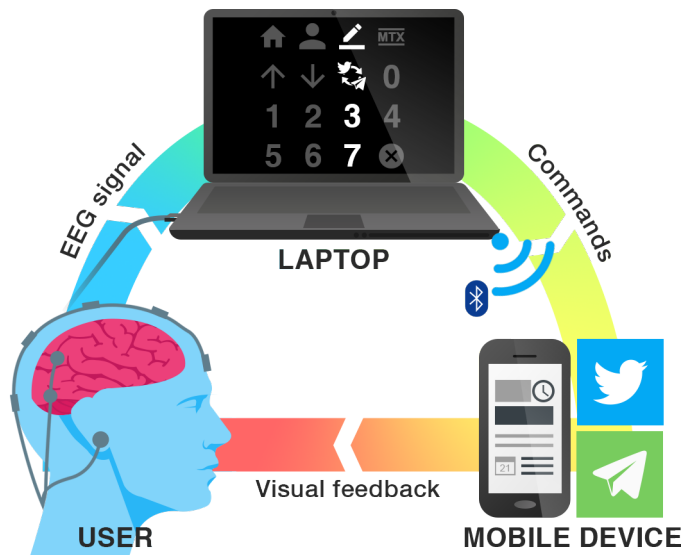 MTX
0
1 2 3 4
5 6 7
EEG signal
Commands
LAPTOP
21
Visual feedback
USER
MOBILE DEVICE